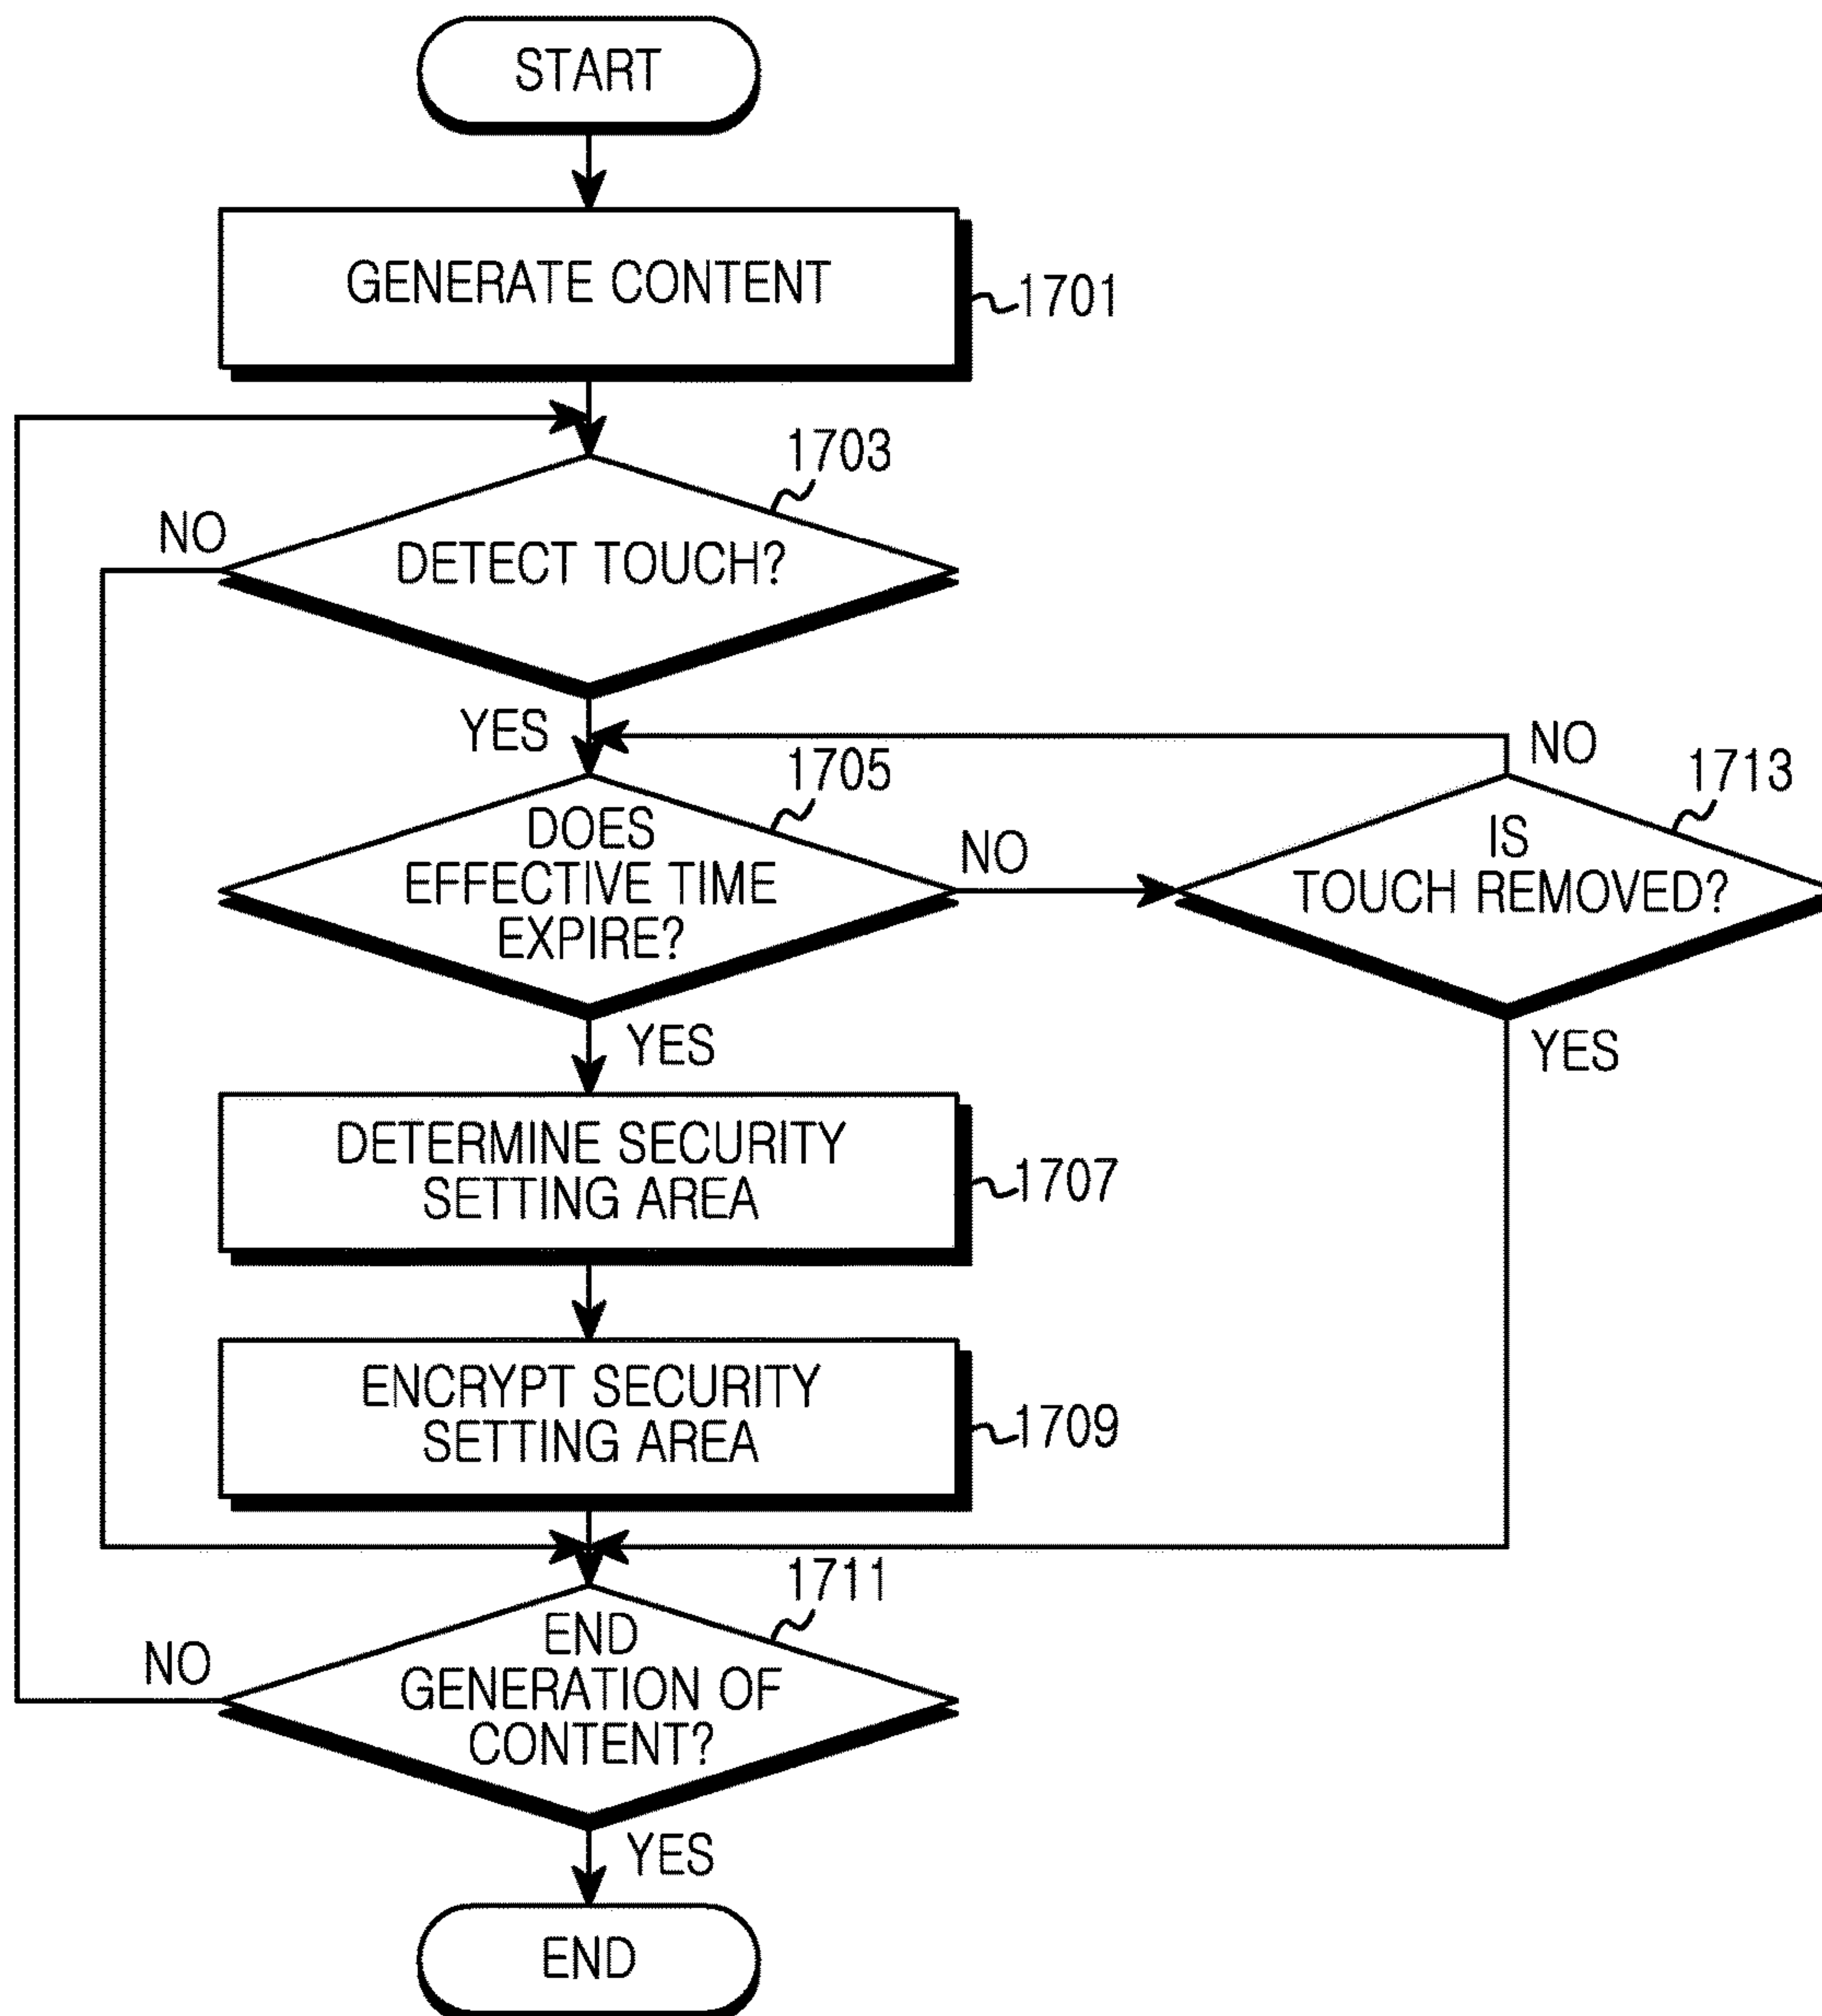 START
GENERATE CONTENT
1701
1703
NO
DETECT TOUCH?
YES
NO
1705
1713
DOES
EFFECTIVE TIME
EXPIRE?
NO
IS
TOUCH REMOVED?
YES
YES
DETERMINE SECURITY
SETTING AREA
1707
ENCRYPT SECURITY
SETTING AREA
1709
1711
NO
END
GENERATION OF
CONTENT?
YES
END